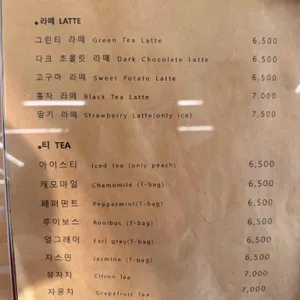 라떼 LATTE
그린티 라떼 Green Tea Latte 6,500
다크 초콜릿 라떼 Dark Chocolate Latte 6,500
고구마 라떼 Sweet Potato Latte 6,500
홍차 라떼 Black Tea Latte 7,000
딸기 라떼 Strawberry Latte(only ice) 7,500
티 TEA
아이스티 Iced tea (only peach) 6,500
캐모마일 Chamomile (T-bag) 6,500
페퍼민트 Peppermint(T-bag) 6,500
루이보스 Rooibos (T-bag) 6,500
얼그레이 Earl gray(T-bag) 6,500
자스민 Jasmine (T-bag) 6,500
유자차 Citron Tea 7,000
자몽차 Grapefruit Tea 7,000